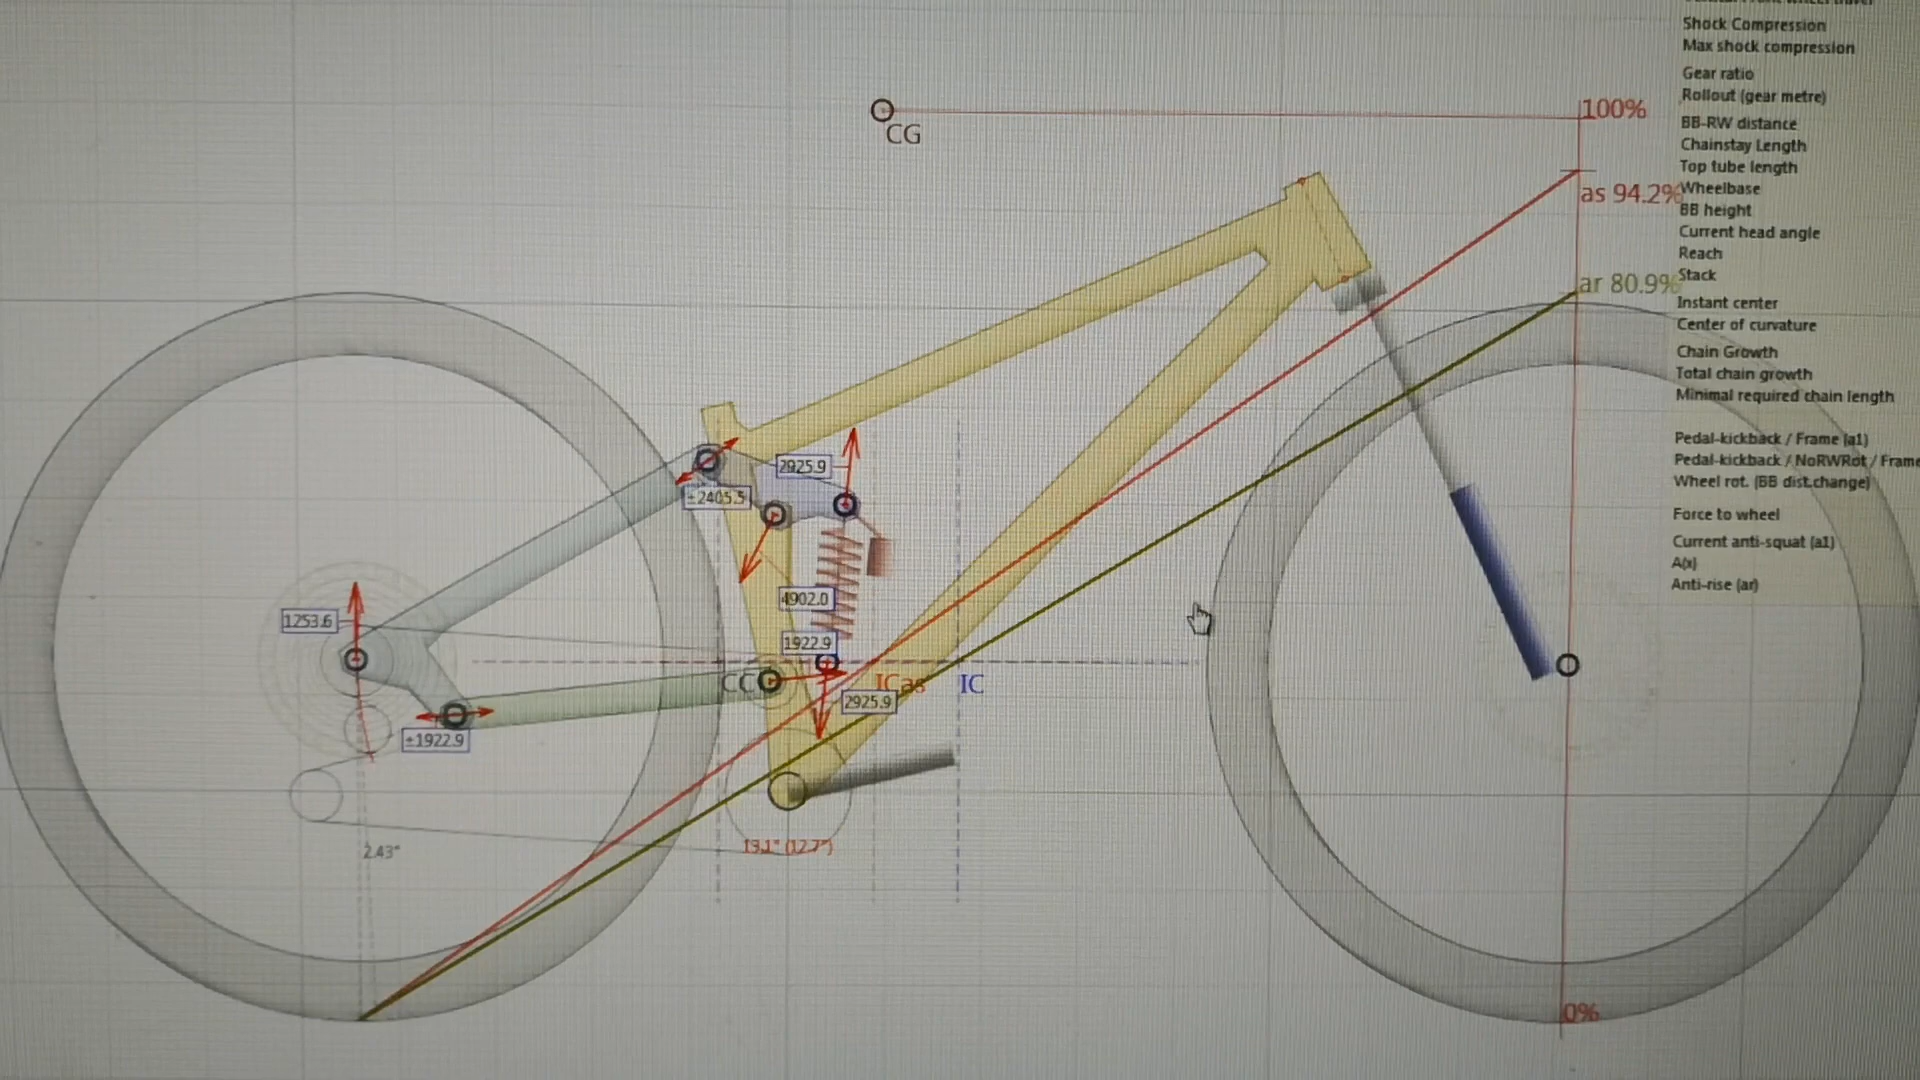 Shock Compression
Max shock compression
Gear ratio
Rollout (gear metre)
BB-RW distance
Chainstay Length
Top tube length
Wheelbase
BB height
Current head angle
Reach
Stack
Instant center
Center of curvature
Chain Growth
Total chain growth
Minimal required chain length
Pedal-kickback / Frame (a1)
Pedal-kickback / NoRWRot / Frame
Wheel rot. (BB dist.change)
Force to wheel
Current anti-squat (a1)
A(x)
Anti-rise (ar)
100%
CG
as 94.2%
ar 80.9%
2925.9
±2405.5
4902.0
1253.6
1922.9
CC
ICas
IC
2925.9
±1922.9
13.1° (12.7°)
2.43°
0%